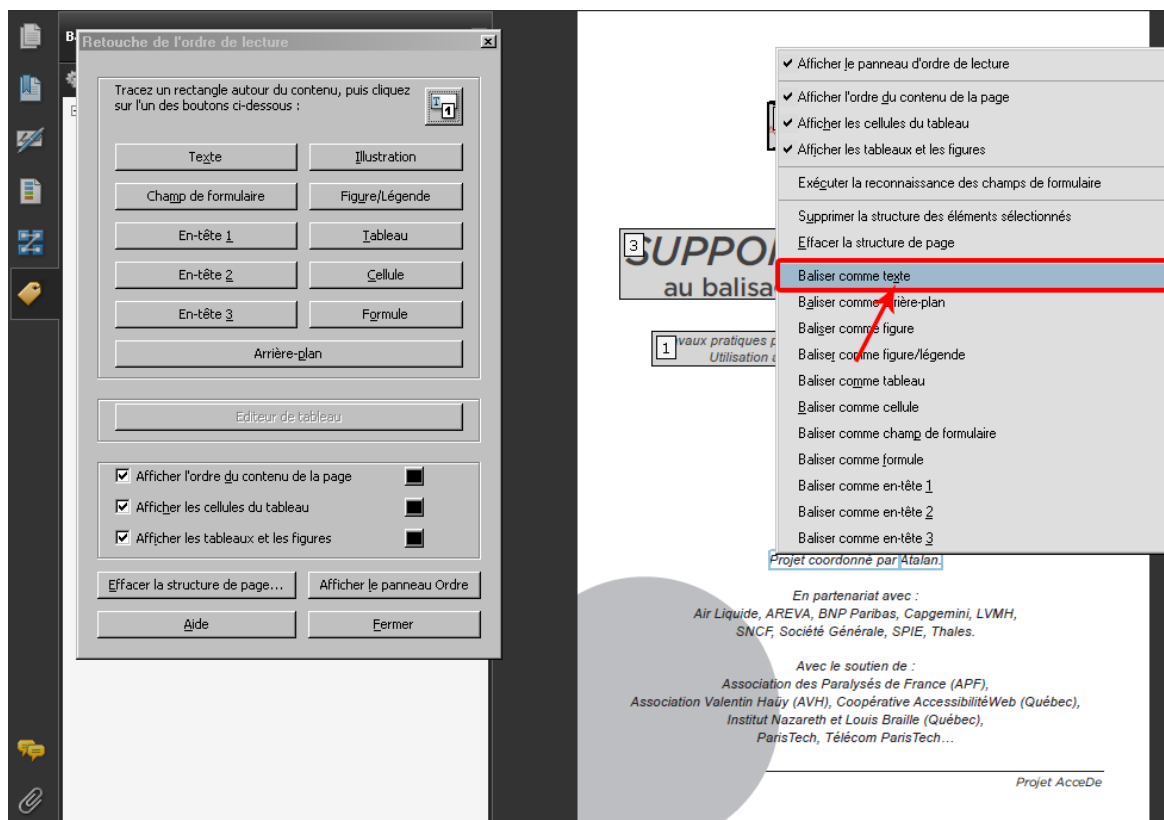 Retouche de l'ordre de lecture
Tracez un rectangle autour du contenu, puis cliquez
sur l'un des boutons ci-dessous :
1
Texte
Illustration
Champ de formulaire
Figure/Légende
En-tête 1
Tableau
En-tête 2
Cellule
En-tête 3
Formule
Arrière-plan
Editeur de tableau
Afficher l'ordre du contenu de la page
Afficher les cellules du tableau
Afficher les tableaux et les figures
Effacer la structure de page...
Afficher le panneau Ordre
Aide
Fermer
Afficher le panneau d'ordre de lecture
Afficher l'ordre du contenu de la page
Afficher les cellules du tableau
Afficher les tableaux et les figures
Exécuter la reconnaissance des champs de formulaire
Supprimer la structure des éléments sélectionnés
Effacer la structure de page
Baliser comme texte
Baliser comme arrière-plan
Baliser comme figure
Baliser comme figure/légende
Baliser comme tableau
Baliser comme cellule
Baliser comme champ de formulaire
Baliser comme formule
Baliser comme en-tête 1
Baliser comme en-tête 2
Baliser comme en-tête 3
3
au
1
pratiques
Utilisation
Projet coordonné par Atalan.
En partenariat avec :
Air Liquide, AREVA, BNP Paribas, Capgemini, LVMH,
SNCF, Société Générale, SPIE, Thales.
Avec le soutien de :
Association des Paralysés de France (APF),
Association Valentin Haüy (AVH), Coopérative AccessibilitéWeb (Québec),
Institut Nazareth et Louis Braille (Québec),
ParisTech, Télécom ParisTech…
Projet AcceDe